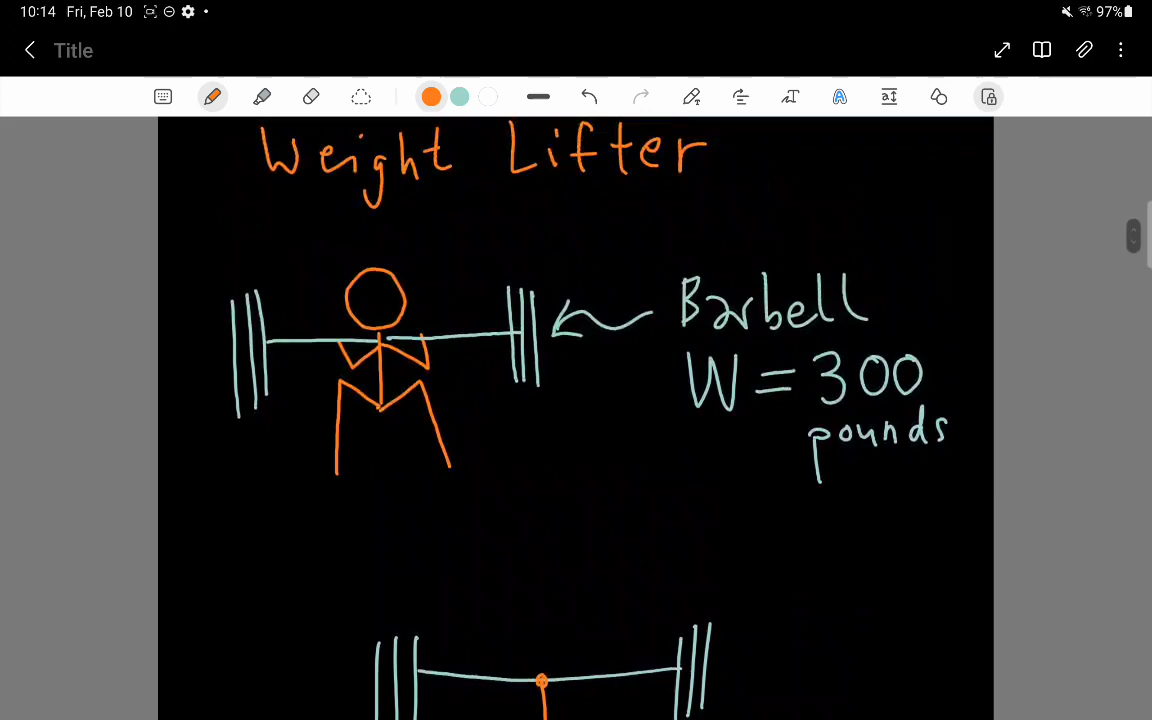 10:14 Fri, Feb 10
97%
Title
Weight Lifter
Barbell
W = 300
pounds